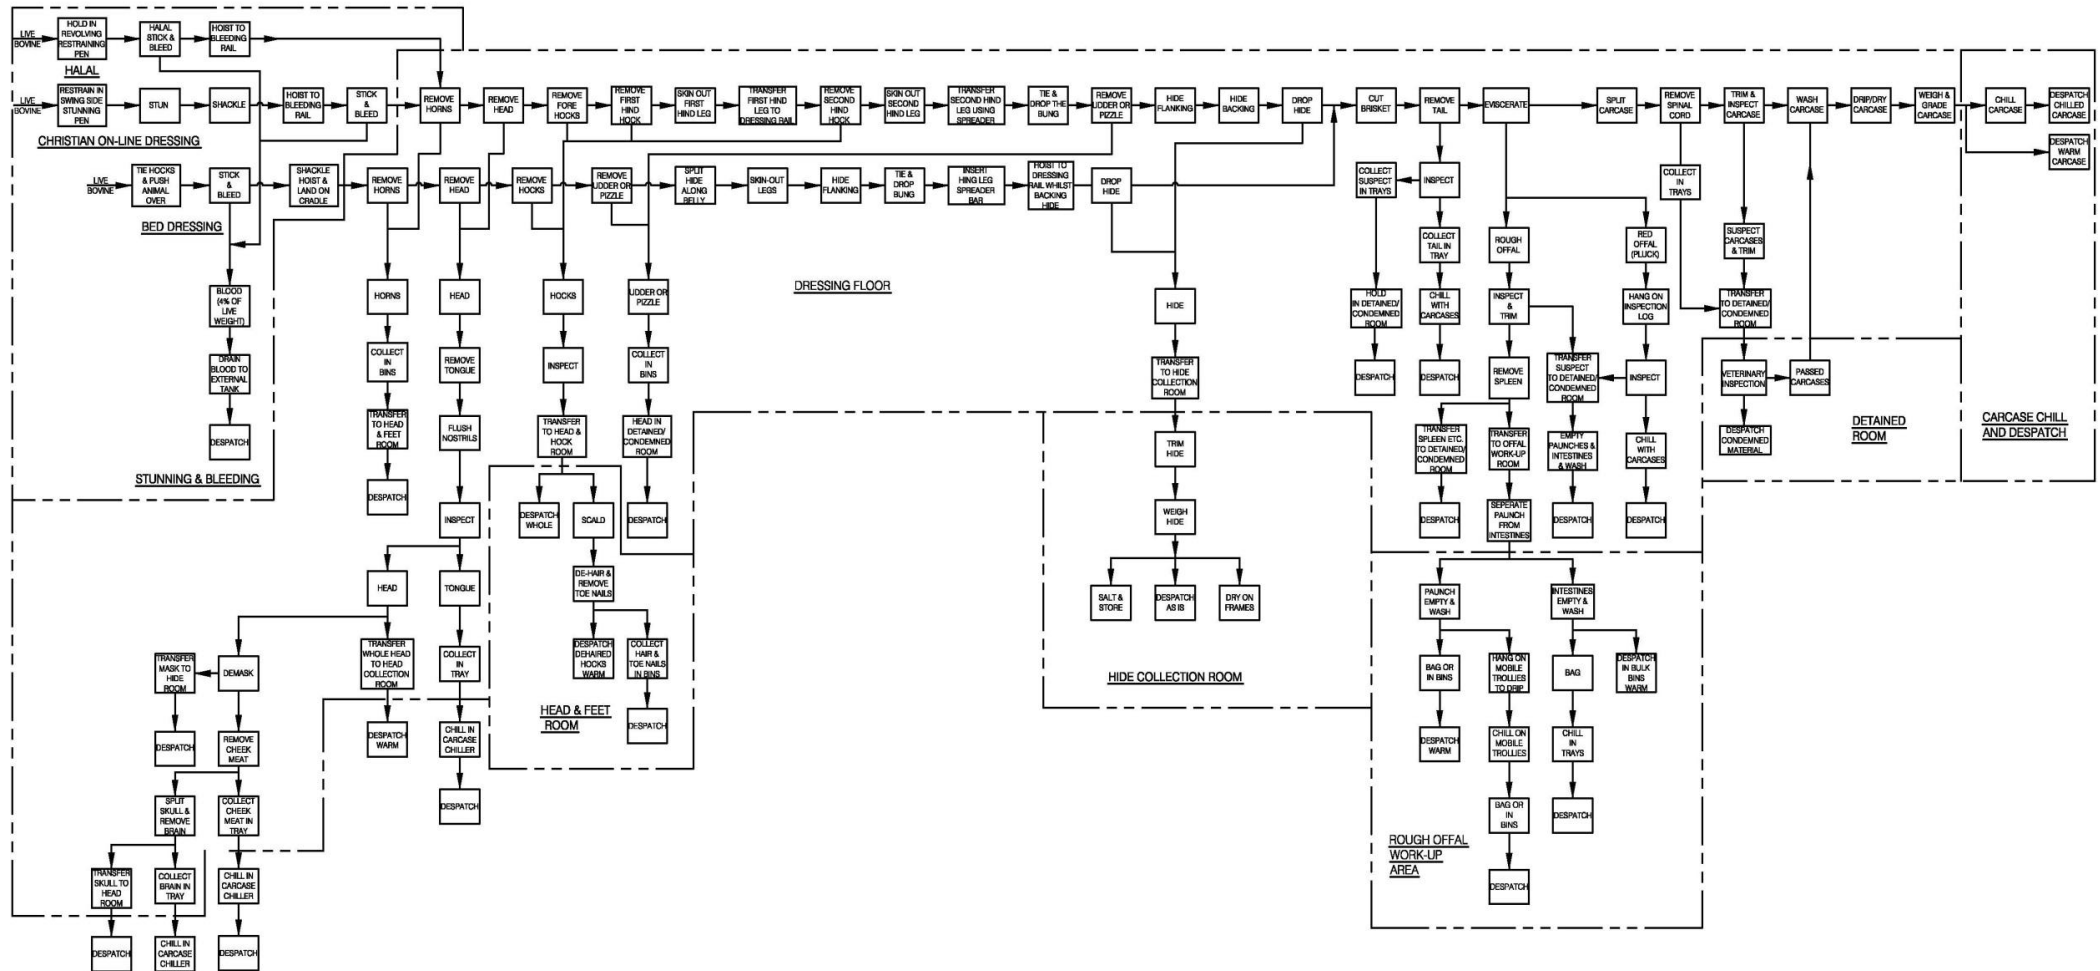 LIVE
BOVINE
HOLD IN
REVOLVING
RESTRAINING
PEN
HALAL
STICK &
BLEED
HOIST TO
BLEEDING
RAIL
HALAL
LIVE
BOVINE
RESTRAIN IN
SWING SIDE
STUNNING
PEN
STUN
SHACKLE
HOIST TO
BLEEDING
RAIL
STICK
&
BLEED
REMOVE
HORNS
REMOVE
HEAD
REMOVE
FORE
HOCKS
REMOVE
FIRST
HIND
HOCK
SKIN OUT
FIRST
HIND LEG
TRANSFER
FIRST HIND
LEG TO
DRESSING RAIL
REMOVE
SECOND
HIND
HOCK
SKIN OUT
SECOND
HIND LEG
TRANSFER
SECOND HIND
LEG USING
SPREADER
TIE &
DROP THE
BUNG
REMOVE
UDDER OR
PIZZLE
HIDE
FLANKING
HIDE
BACKING
DROP
HIDE
CUT
BRISKET
REMOVE
TAIL
EVISCERATE
SPLIT
CARCASE
REMOVE
SPINAL
CORD
TRIM &
INSPECT
CARCASE
WASH
CARCASE
DRIP/DRY
CARCASE
WEIGH &
GRADE
CARCASE
CHILL
CARCASE
DESPATCH
CHILLED
CARCASE
DESPATCH
WARM
CARCASE
CHRISTIAN ON-LINE DRESSING
LIVE
BOVINE
TIE HOCKS
& PUSH
ANIMAL
OVER
STICK
&
BLEED
SHACKLE
HOIST &
LAND ON
CRADLE
REMOVE
HORNS
REMOVE
HEAD
REMOVE
HOCKS
REMOVE
UDDER OR
PIZZLE
SPLIT
HIDE
ALONG
BELLY
SKIN-OUT
LEGS
HIDE
FLANKING
TIE &
DROP
BUNG
INSERT
HING LEG
SPREADER
BAR
HOIST TO
DRESSING
RAIL WHILST
BACKING
HIDE
DROP
HIDE
COLLECT
SUSPECT
IN TRAYS
INSPECT
COLLECT
IN
TRAYS
BED DRESSING
COLLECT
TAIL IN
TRAY
ROUGH
OFFAL
RED
OFFAL
(PLUCK)
SUSPECT
CARCASES
& TRIM
DRESSING FLOOR
BLOOD
(4% OF
LIVE
WEIGHT)
HORNS
HEAD
HOCKS
UDDER OR
PIZZLE
HIDE
HOLD
IN DETAINED/
CONDEMNED
ROOM
CHILL
WITH
CARCASES
INSPECT
&
TRIM
HANG ON
INSPECTION
LOG
TRANSFER
TO DETAINED/
CONDEMNED
ROOM
DRAIN
BLOOD TO
EXTERNAL
TANK
COLLECT
IN
BINS
REMOVE
TONGUE
INSPECT
COLLECT
IN
BINS
TRANSFER
TO HIDE
COLLECTION
ROOM
DESPATCH
DESPATCH
REMOVE
SPLEEN
TRANSFER
SUSPECT
TO DETAINED/
CONDEMNED
ROOM
INSPECT
VETERINARY
INSPECTION
PASSED
CARCASES
DESPATCH
TRANSFER
TO HEAD
& FEET
ROOM
FLUSH
NOSTRILS
TRANSFER
TO HEAD &
HOCK
ROOM
HEAD IN
DETAINED/
CONDEMNED
ROOM
TRIM
HIDE
TRANSFER
SPLEEN ETC.
TO DETAINED/
CONDEMNED
ROOM
TRANSFER
TO OFFAL
WORK-UP
ROOM
EMPTY
PAUNCHES &
INTESTINES
& WASH
CHILL
WITH
CARCASES
DESPATCH
CONDEMNED
MATERIAL
DETAINED
ROOM
CARCASE CHILL
AND DESPATCH
STUNNING & BLEEDING
DESPATCH
INSPECT
DESPATCH
WHOLE
SCALD
DESPATCH
WEIGH
HIDE
DESPATCH
SEPERATE
PAUNCH
FROM
INTESTINES
DESPATCH
DESPATCH
HEAD
TONGUE
DE-HAIR &
REMOVE
TOE NAILS
SALT &
STORE
DESPATCH
AS IS
DRY ON
FRAMES
PAUNCH
EMPTY &
WASH
INTESTINES
EMPTY &
WASH
TRANSFER
MASK TO
HIDE
ROOM
DEMASK
TRANSFER
WHOLE HEAD
TO HEAD
COLLECTION
ROOM
COLLECT
IN
TRAY
DESPATCH
DEHAIRED
HOCKS
WARM
COLLECT
HAIR &
TOE NAILS
IN BINS
HIDE COLLECTION ROOM
BAG OR
IN BINS
HANG ON
MOBILE
TROLLIES
TO DRIP
BAG
DESPATCH
IN BULK
BINS
WARM
HEAD & FEET
ROOM
DESPATCH
DESPATCH
REMOVE
CHEEK
MEAT
DESPATCH
WARM
CHILL IN
CARCASE
CHILLER
DESPATCH
WARM
CHILL ON
MOBILE
TROLLIES
CHILL
IN
TRAYS
SPLIT
SKULL &
REMOVE
BRAIN
COLLECT
CHEEK
MEAT IN
TRAY
DESPATCH
BAG OR
IN
BINS
DESPATCH
ROUGH OFFAL
WORK-UP
AREA
TRANSFER
SKULL TO
HEAD
ROOM
COLLECT
BRAIN IN
TRAY
CHILL IN
CARCASE
CHILLER
DESPATCH
DESPATCH
CHILL IN
CARCASE
CHILLER
DESPATCH